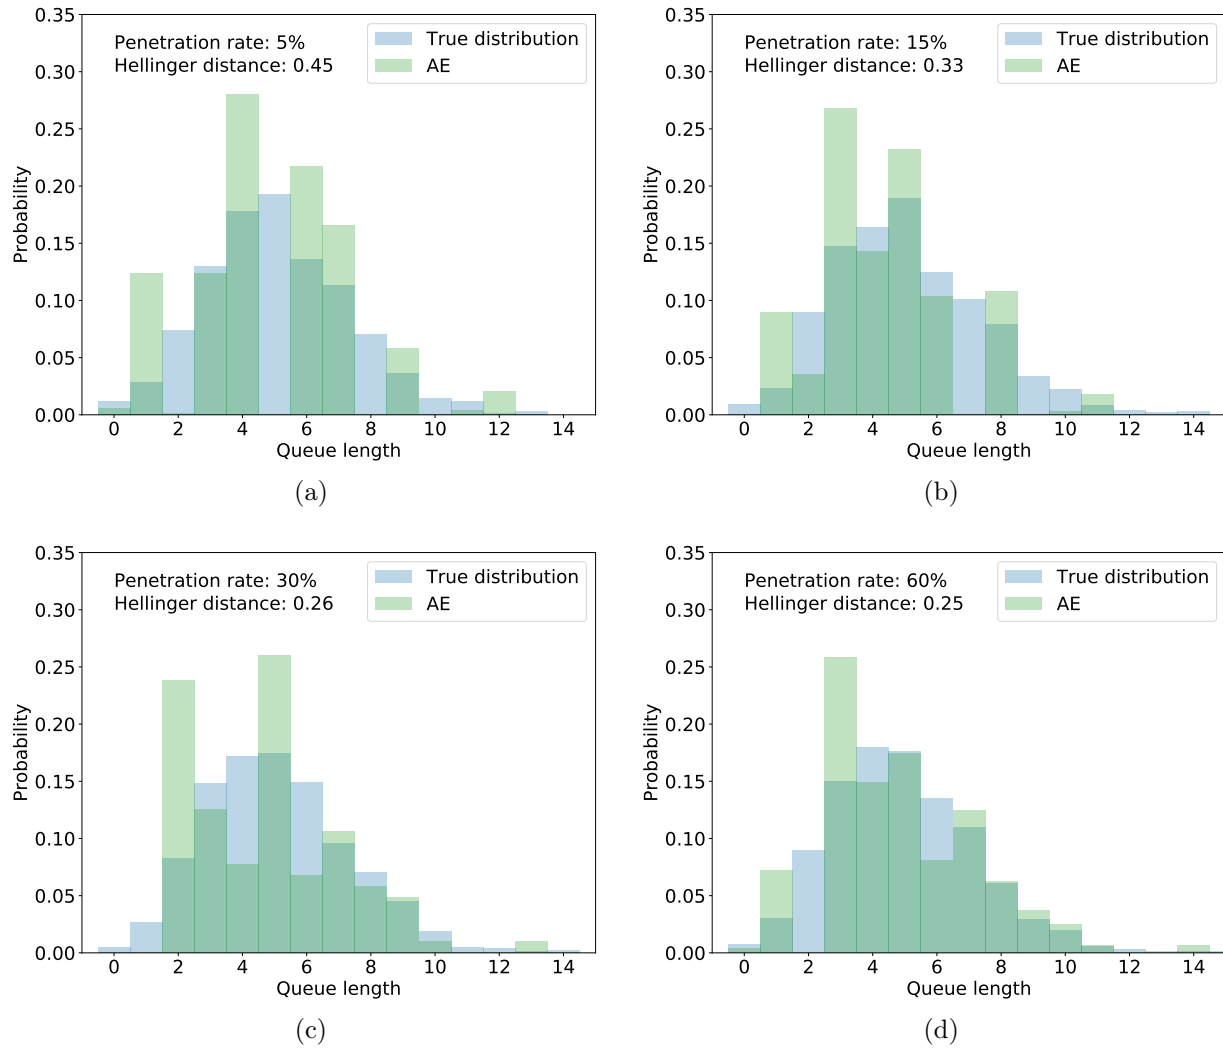 0.35
0.30
0.25
0.20
0.15
0.10
0.05
0.00
Probability
Penetration rate: 5%
Hellinger distance: 0.45
True distribution
AE
0 2 4 6 8 10 12 14
Queue length
(a)
0.35
0.30
0.25
0.20
0.15
0.10
0.05
0.00
Probability
Penetration rate: 15%
Hellinger distance: 0.33
True distribution
AE
0 2 4 6 8 10 12 14
Queue length
(b)
0.35
0.30
0.25
0.20
0.15
0.10
0.05
0.00
Probability
Penetration rate: 30%
Hellinger distance: 0.26
True distribution
AE
0 2 4 6 8 10 12 14
Queue length
(c)
0.35
0.30
0.25
0.20
0.15
0.10
0.05
0.00
Probability
Penetration rate: 60%
Hellinger distance: 0.25
True distribution
AE
0 2 4 6 8 10 12 14
Queue length
(d)